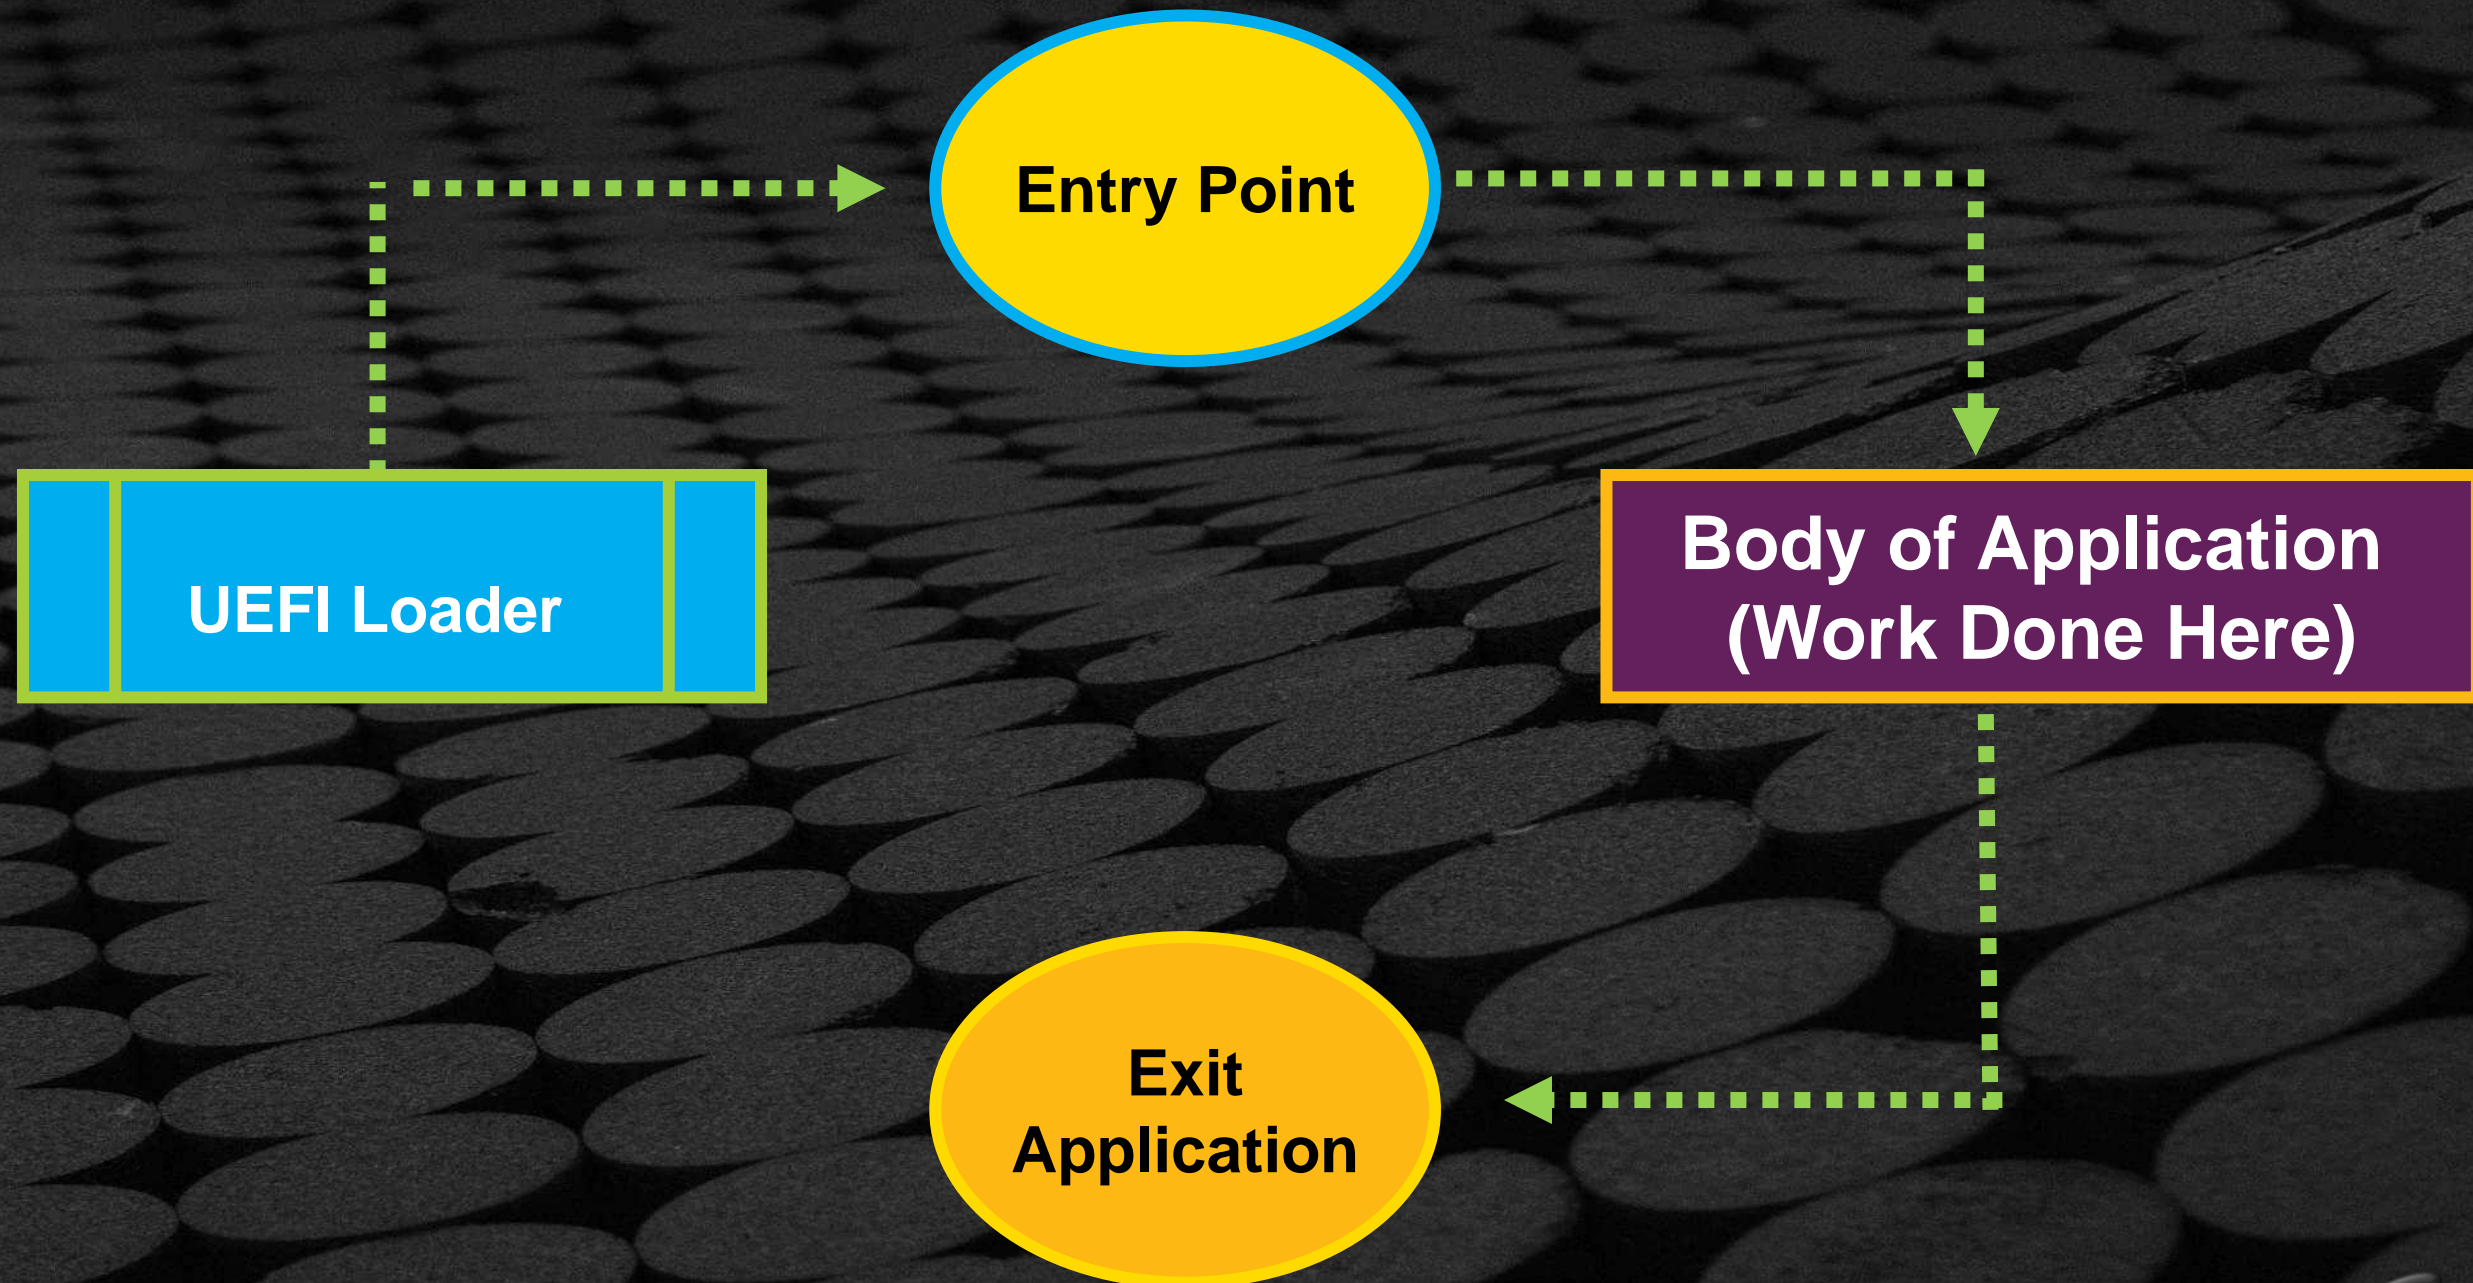 Entry Point
UEFI Loader
Body of Application
(Work Done Here)
Exit
Application